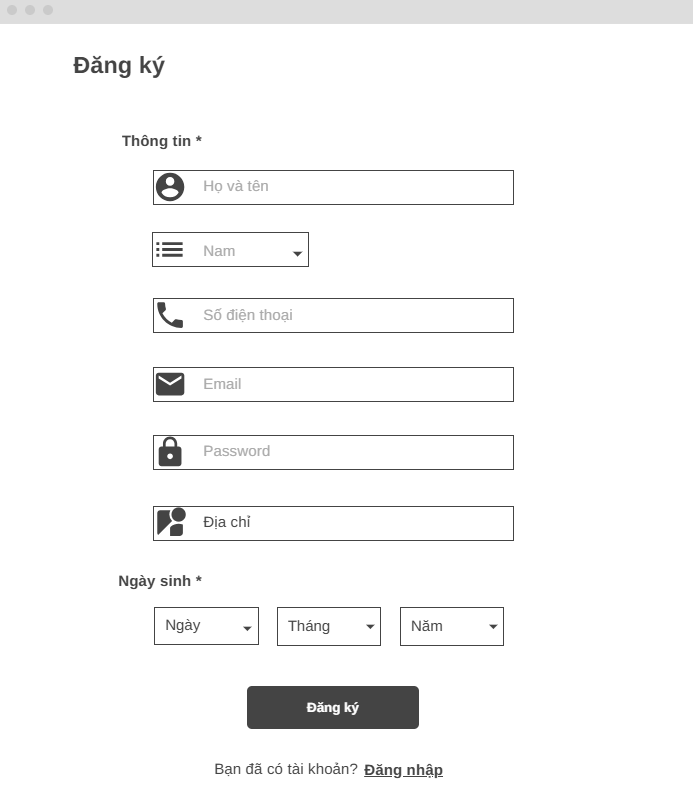 Đăng ký
Thông tin *
Họ và tên
Nam
Số điện thoại
Email
Password
Địa chỉ
Ngày sinh *
Ngày Tháng Năm
Đăng ký
Bạn đã có tài khoản? Đăng nhập